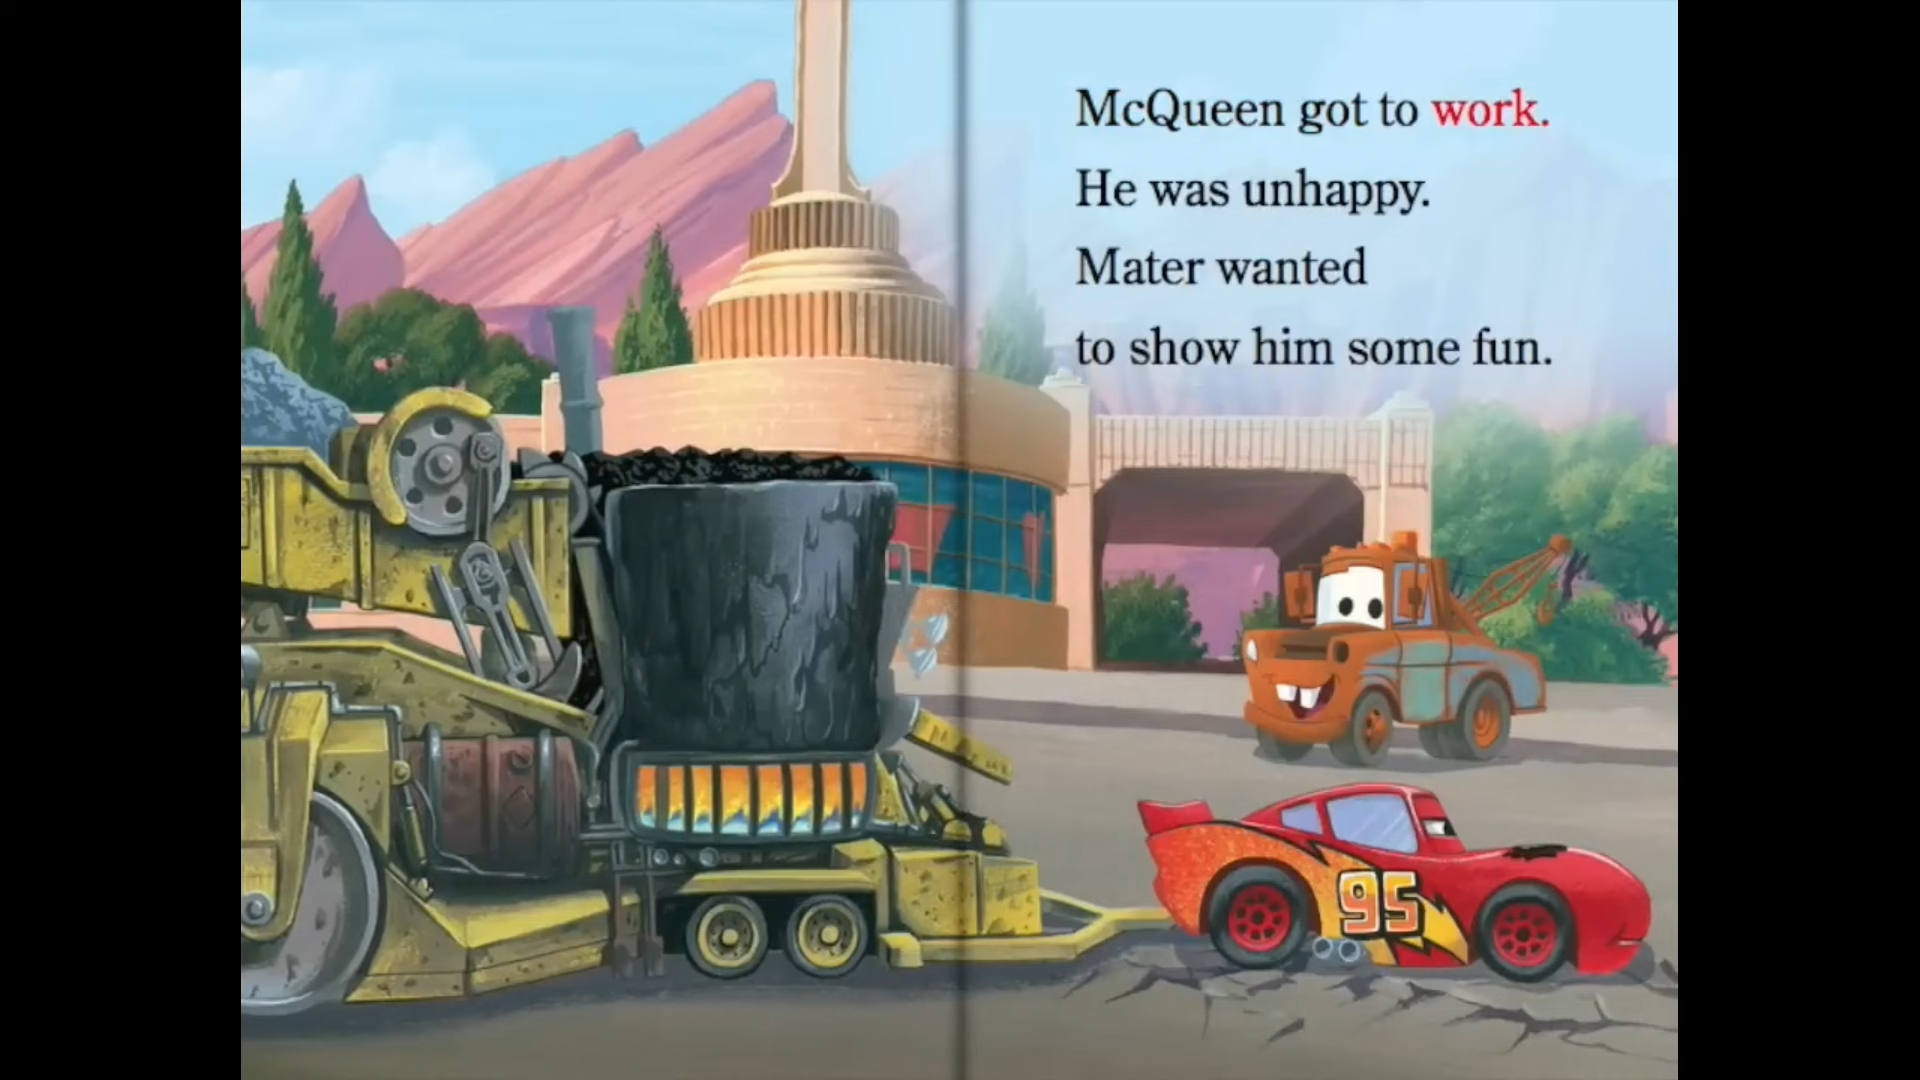 McQueen got to work.
He was unhappy.
Mater wanted
to show him some fun.
95